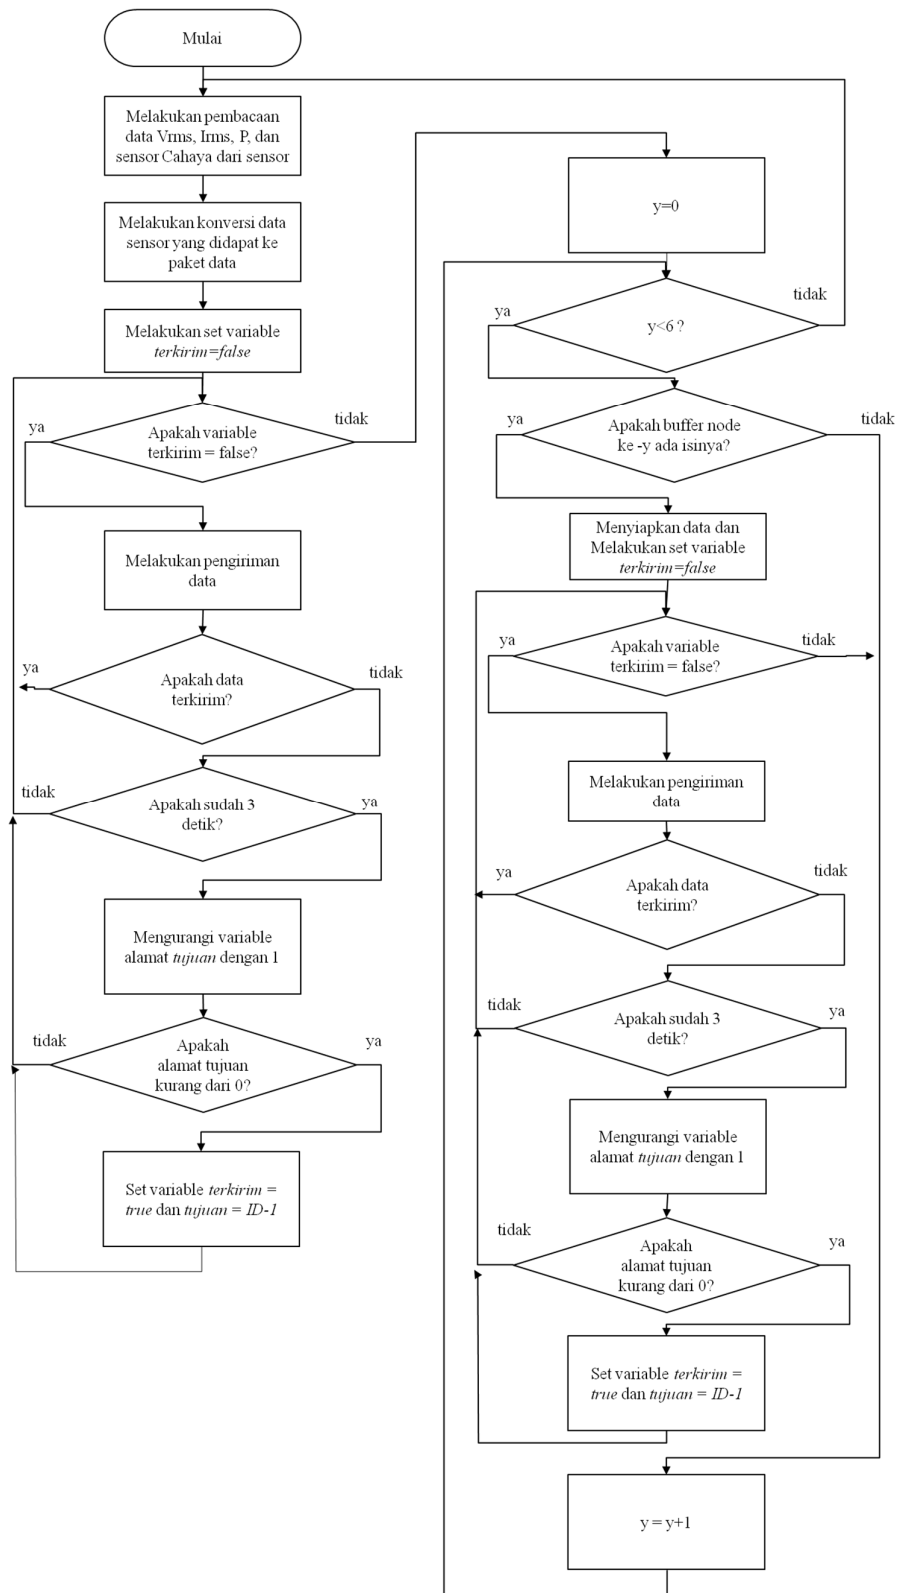 Mulai
Melakukan pembacaan
data Vrms, Irms, P, dan
sensor Cahaya dari sensor
Melakukan konversi data
sensor yang didapat ke
paket data
Melakukan set variable
terkirim=false
ya
Apakah variable
terkirim = false?
tidak
Melakukan pengiriman
data
ya
Apakah data
terkirim?
tidak
tidak
Apakah sudah 3
detik?
ya
Mengurangi variable
alamat tujuan dengan 1
tidak
Apakah
alamat tujuan
kurang dari 0?
ya
Set variable terkirim =
true dan tujuan = ID-1
y=0
ya
y<6 ?
tidak
ya
Apakah buffer node
ke -y ada isinya?
tidak
Menyiapkan data dan
Melakukan set variable
terkirim=false
ya
Apakah variable
terkirim = false?
tidak
Melakukan pengiriman
data
ya
Apakah data
terkirim?
tidak
tidak
Apakah sudah 3
detik?
ya
Mengurangi variable
alamat tujuan dengan 1
tidak
Apakah
alamat tujuan
kurang dari 0?
ya
Set variable terkirim =
true dan tujuan = ID-1
y = y+1